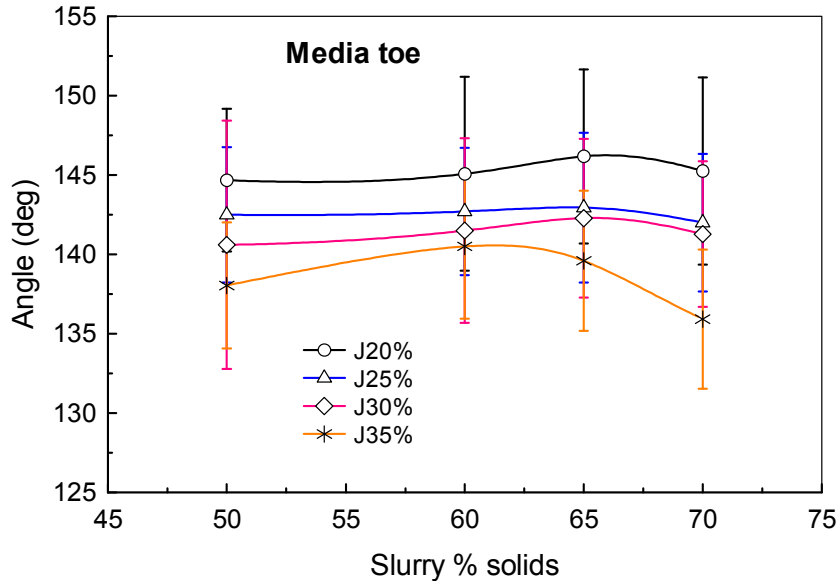 Media toe
155
150
145
140
135
130
125
Angle (deg)
J20%
J25%
J30%
J35%
45 50 55 60 65 70 75
Slurry % solids